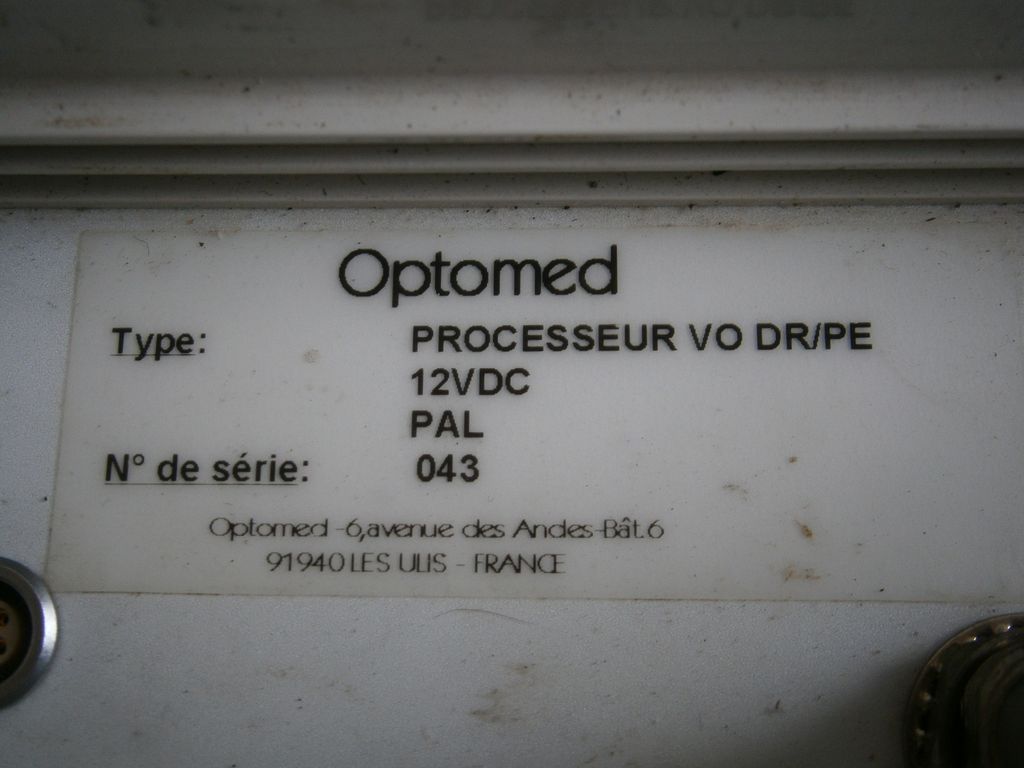 Optomed
Type: PROCESSEUR VO DR/PE
12VDC
PAL
N° de série: 043
Optomed -6,avenue des Andes-Bât.6
91940 LES ULIS - FRANCE